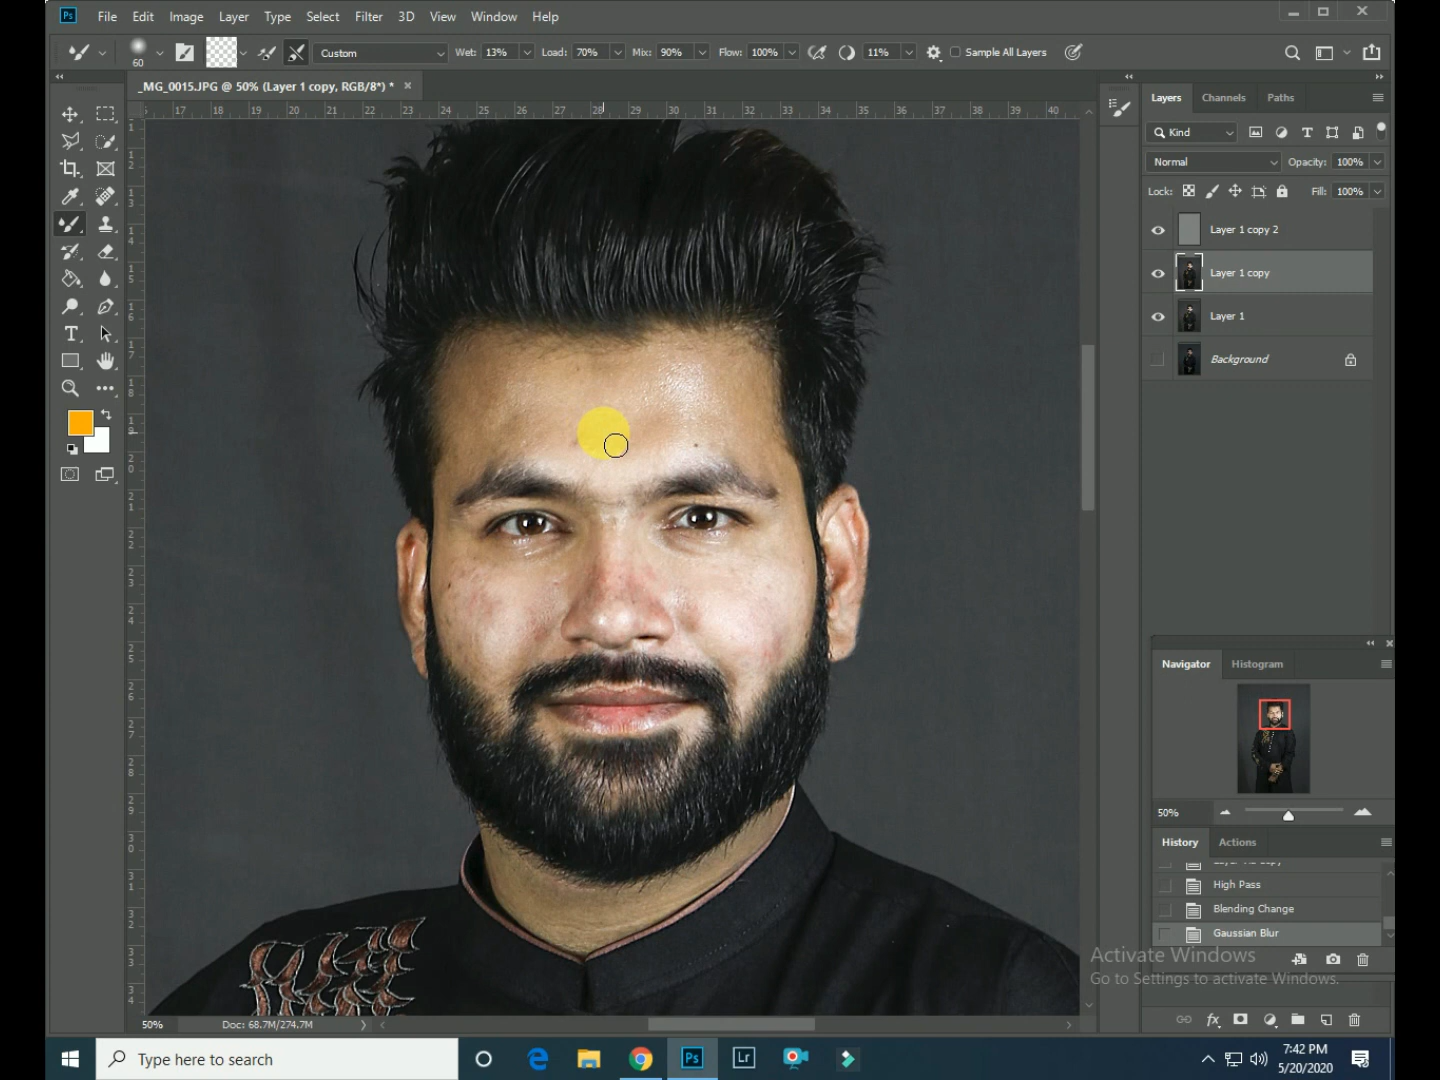 Ps File Edit Image Layer Type Select Filter 3D View Window Help
60 Custom Wet: 13% Load: 70% Mix: 90% Flow: 100% 11% Sample All Layers
_MG_0015.JPG @ 50% (Layer 1 copy, RGB/8*) * ×
17 18 19 20 21 22 23 24 25 26 27 28 29 30 31 32 33 34 35 36 37 38 39 40
Layers Channels Paths
Kind
Normal Opacity: 100%
Lock: Fill: 100%
Layer 1 copy 2
Layer 1 copy
Layer 1
Background
Navigator Histogram
50%
History Actions
High Pass
Blending Change
Gaussian Blur
Activate Windows
Go to Settings to activate Windows.
50% Doc: 68.7M/274.7M
Type here to search
Ps Lr
7:42 PM
5/20/2020